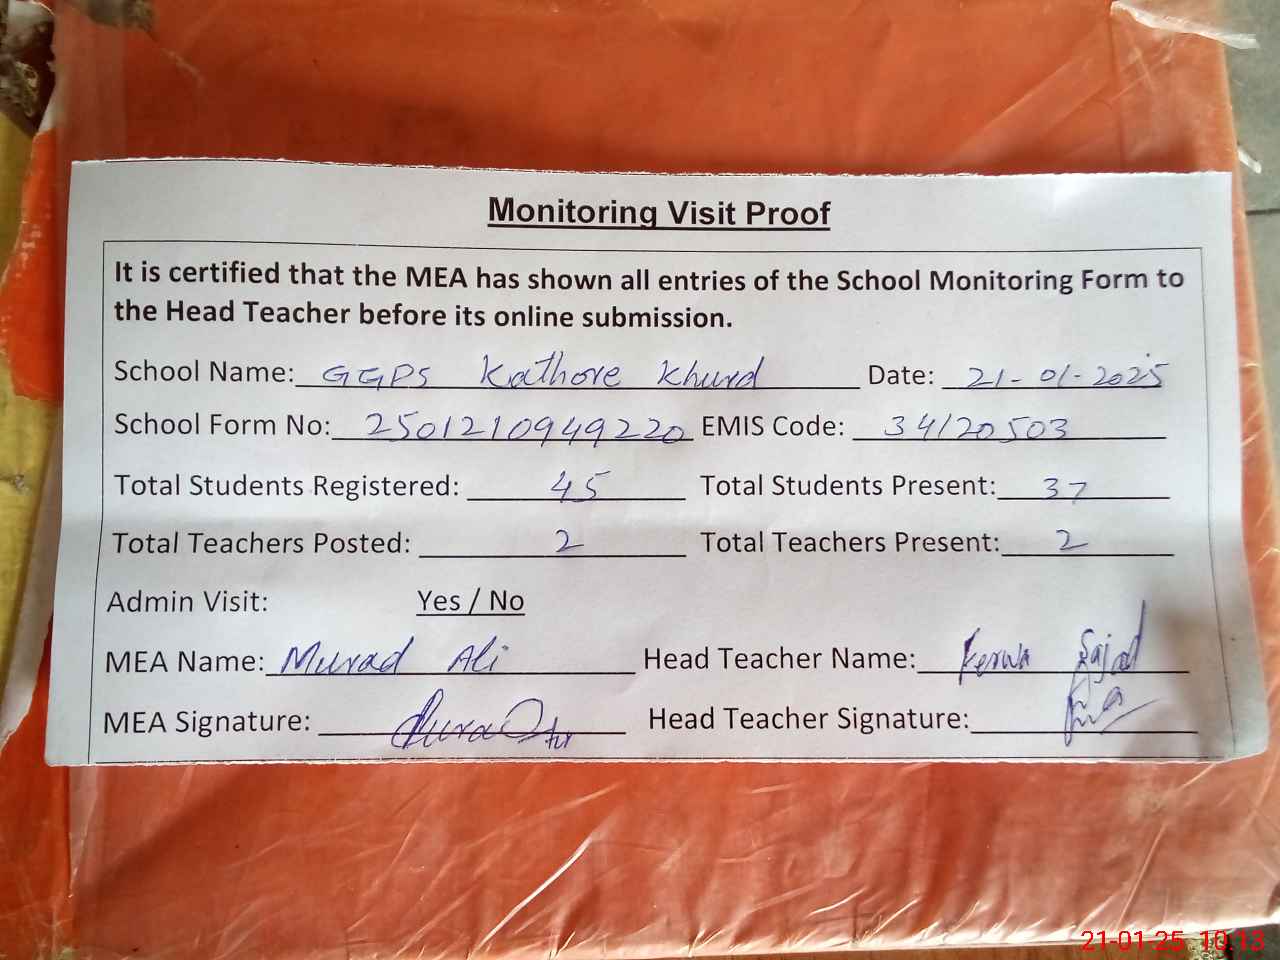 Monitoring Visit Proof
It is certified that the MEA has shown all entries of the School Monitoring Form to
the Head Teacher before its online submission.
School Name: GGPS Kathore Khurd Date: 21-01-2025
School Form No: 2501210949220 EMIS Code: 34120503
Total Students Registered: 45 Total Students Present: 37
Total Teachers Posted: 2 Total Teachers Present: 2
Admin Visit: Yes / No
MEA Name: Murad Ali Head Teacher Name: Sajad
MEA Signature: Head Teacher Signature:
21-01-25 10:13